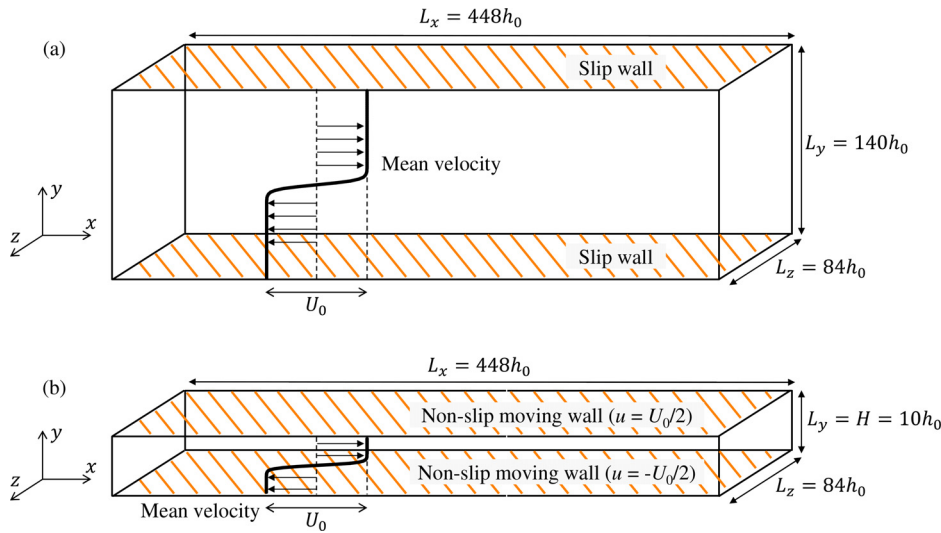 L_x = 448h_0
(a)
Slip wall
L_y = 140h_0
Mean velocity
y
x
z
Slip wall
L_z = 84h_0
U_0
L_x = 448h_0
(b)
Non-slip moving wall (u = U_0/2)
L_y = H = 10h_0
y
x
z
Non-slip moving wall (u = -U_0/2)
L_z = 84h_0
Mean velocity
U_0